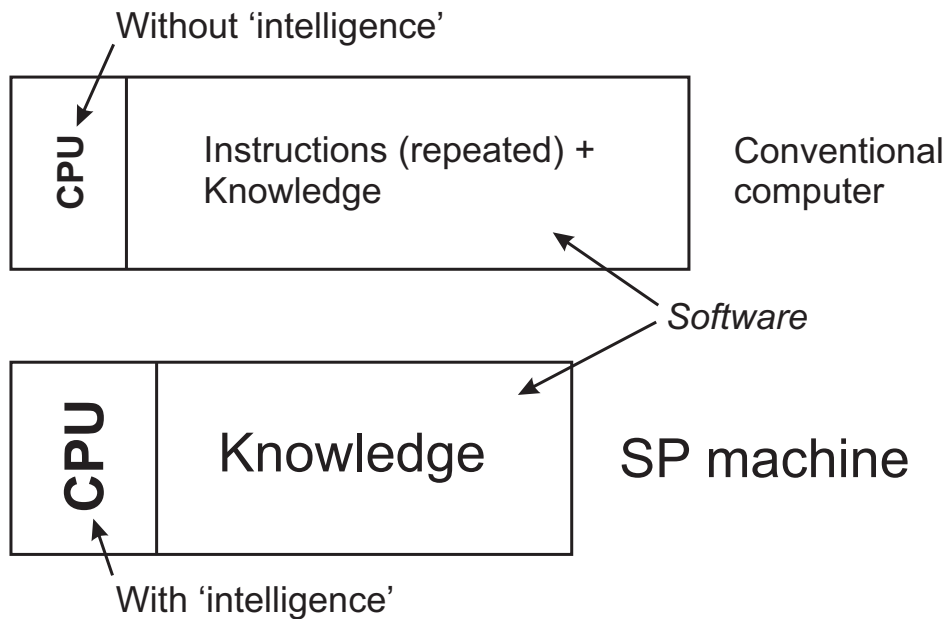 Without ‘intelligence’
CPU
Instructions (repeated) +
Knowledge
Conventional
computer
Software
CPU
Knowledge
SP machine
With ‘intelligence’